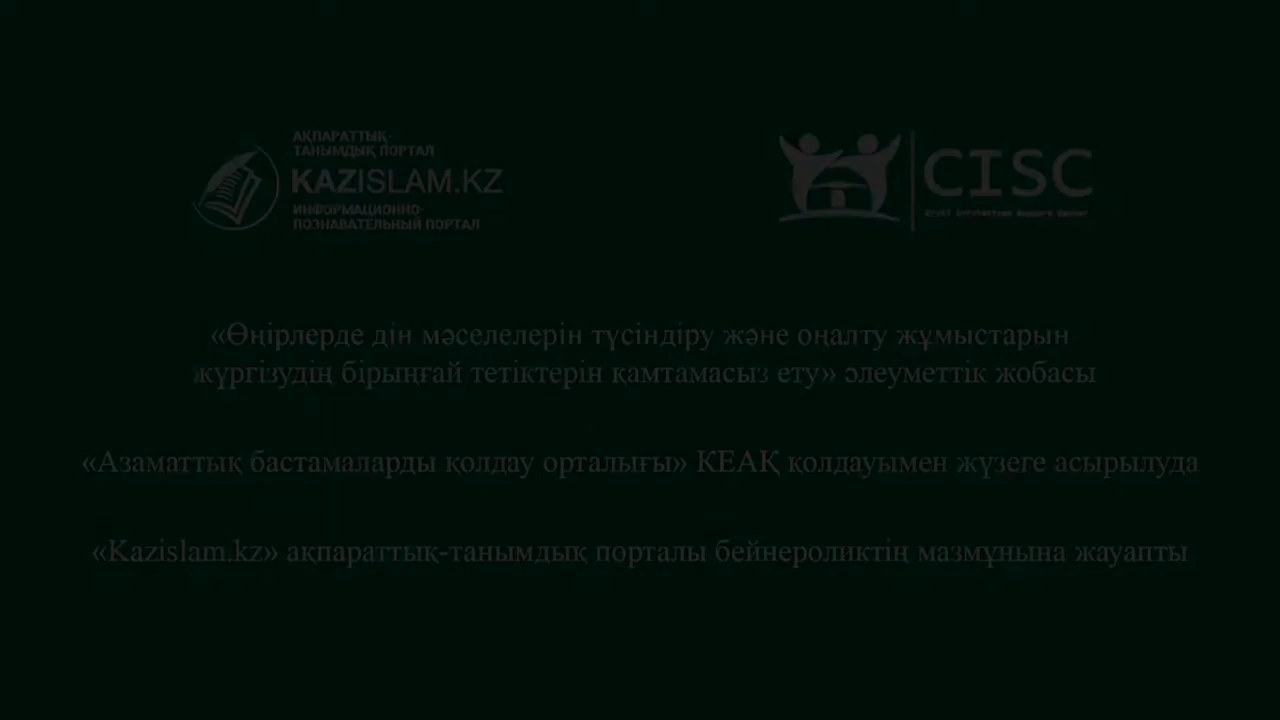 АҚПАРАТТЫҚ-
ТАНЫМДЫҚ ПОРТАЛ
KAZISLAM.KZ
ИНФОРМАЦИОННО-
ПОЗНАВАТЕЛЬНЫЙ ПОРТАЛ
CISC
«Өңірлерде дін мәселелерін түсіндіру және оңалту жұмыстарын
жүргізудің бірыңғай тетіктерін қамтамасыз ету» әлеуметтік жобасы
«Азаматтық бастамаларды қолдау орталығы» КЕАҚ қолдауымен жүзеге асырылуда
«Kazislam.kz» ақпараттық-танымдық порталы бейнероликтің мазмұнына жауапты